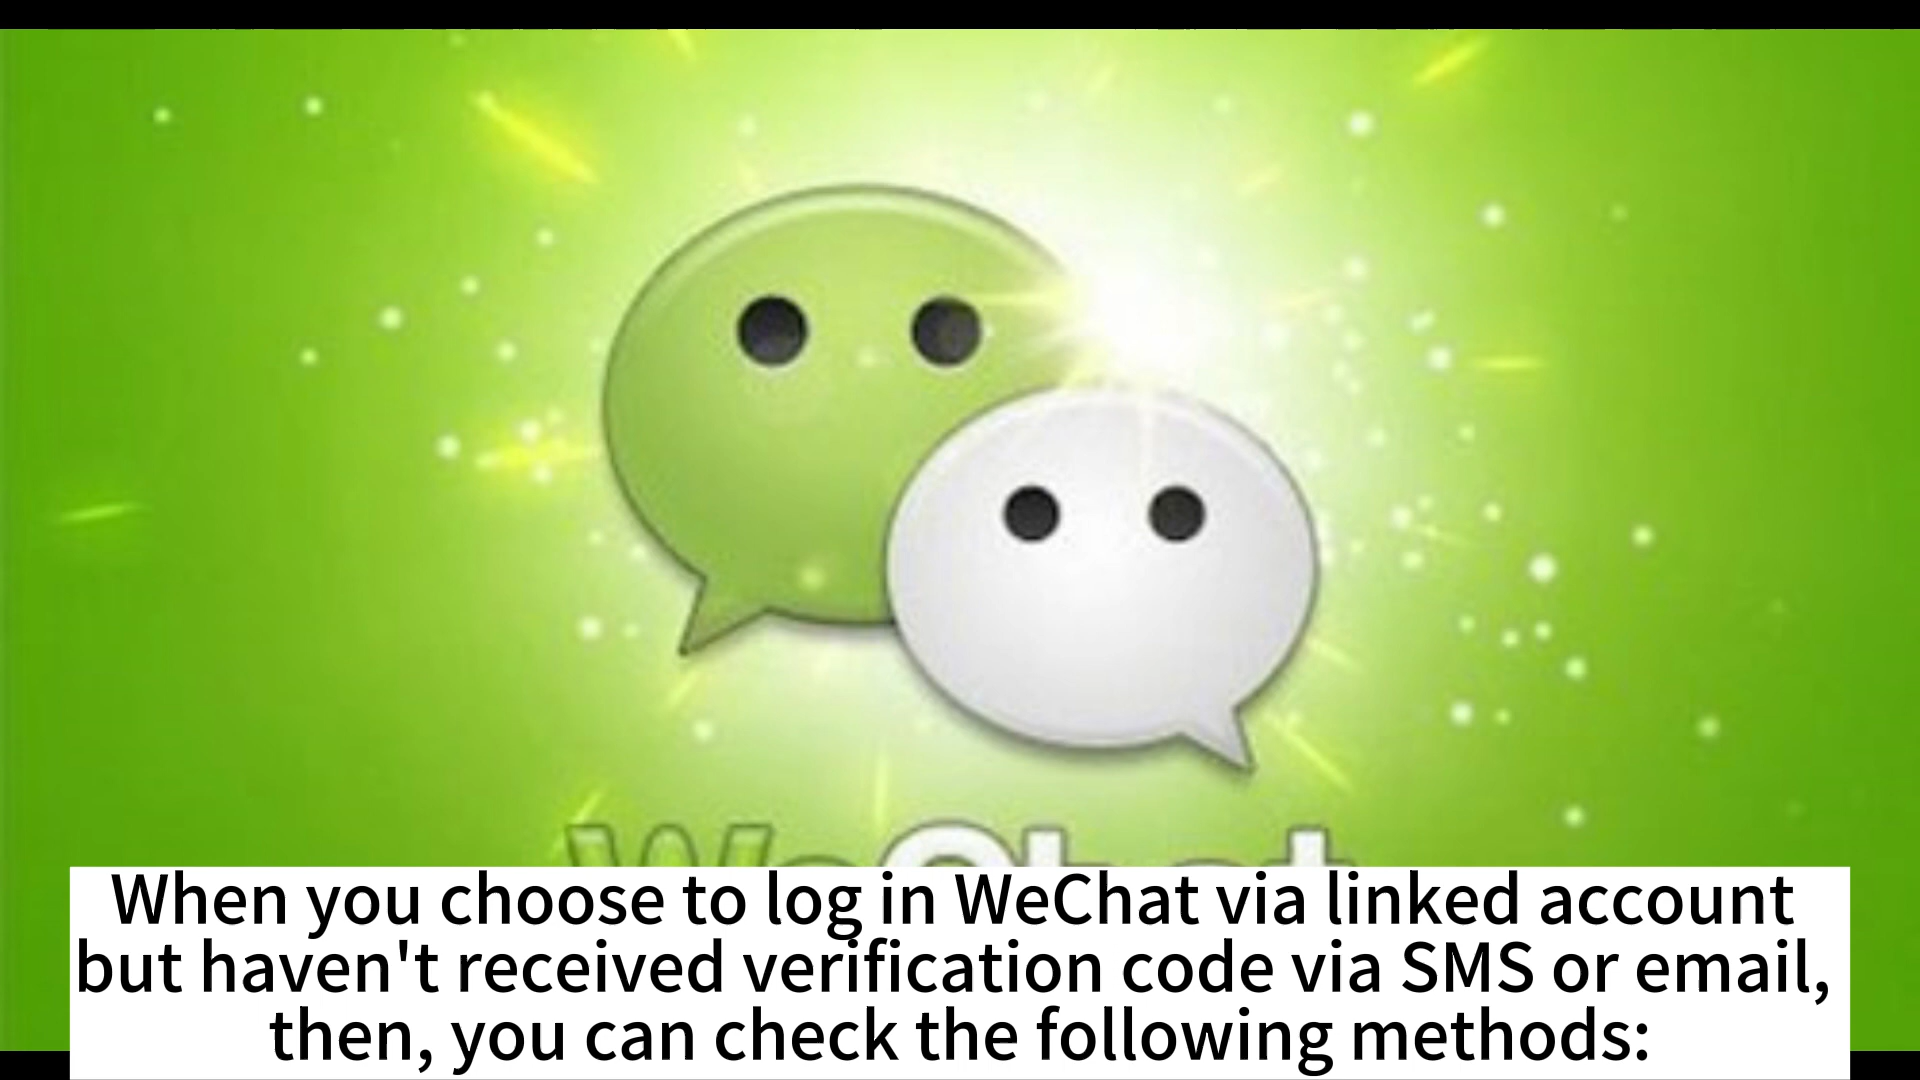 WeChat
When you choose to log in WeChat via linked account
but haven't received verification code via SMS or email,
then, you can check the following methods: